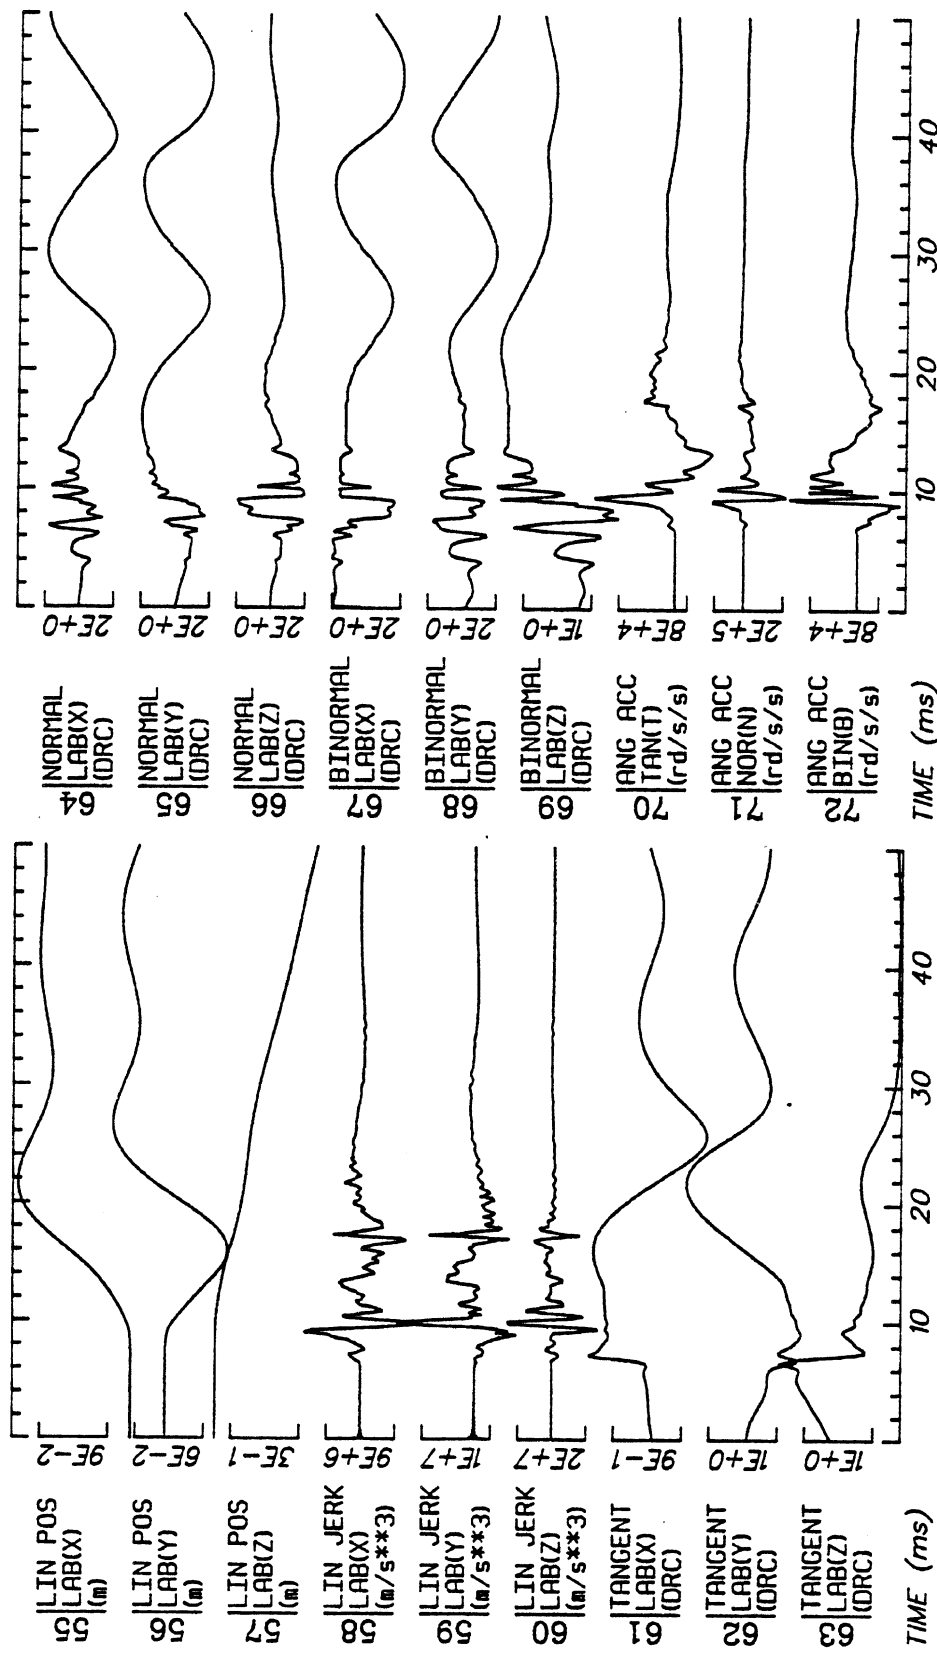 55
LIN POS
LAB(X)
(m)
9E-2
56
LIN POS
LAB(Y)
(m)
6E-2
57
LIN POS
LAB(Z)
(m)
3E-1
58
LIN JERK
LAB(X)
(m/s**3)
9E+6
59
LIN JERK
LAB(Y)
(m/s**3)
1E+7
60
LIN JERK
LAB(Z)
(m/s**3)
2E+7
61
TANGENT
LAB(X)
(DRC)
9E-1
62
TANGENT
LAB(Y)
(DRC)
1E+0
63
TANGENT
LAB(Z)
(DRC)
1E+0
TIME (ms) 10 20 30 40
64
NORMAL
LAB(X)
(DRC)
2E+0
65
NORMAL
LAB(Y)
(DRC)
2E+0
66
NORMAL
LAB(Z)
(DRC)
2E+0
67
BINORMAL
LAB(X)
(DRC)
2E+0
68
BINORMAL
LAB(Y)
(DRC)
2E+0
69
BINORMAL
LAB(Z)
(DRC)
1E+0
70
ANG ACC
TAN(T)
(rd/s/s)
8E+4
71
ANG ACC
NOR(N)
(rd/s/s)
2E+5
72
ANG ACC
BIN(B)
(rd/s/s)
8E+4
TIME (ms) 10 20 30 40